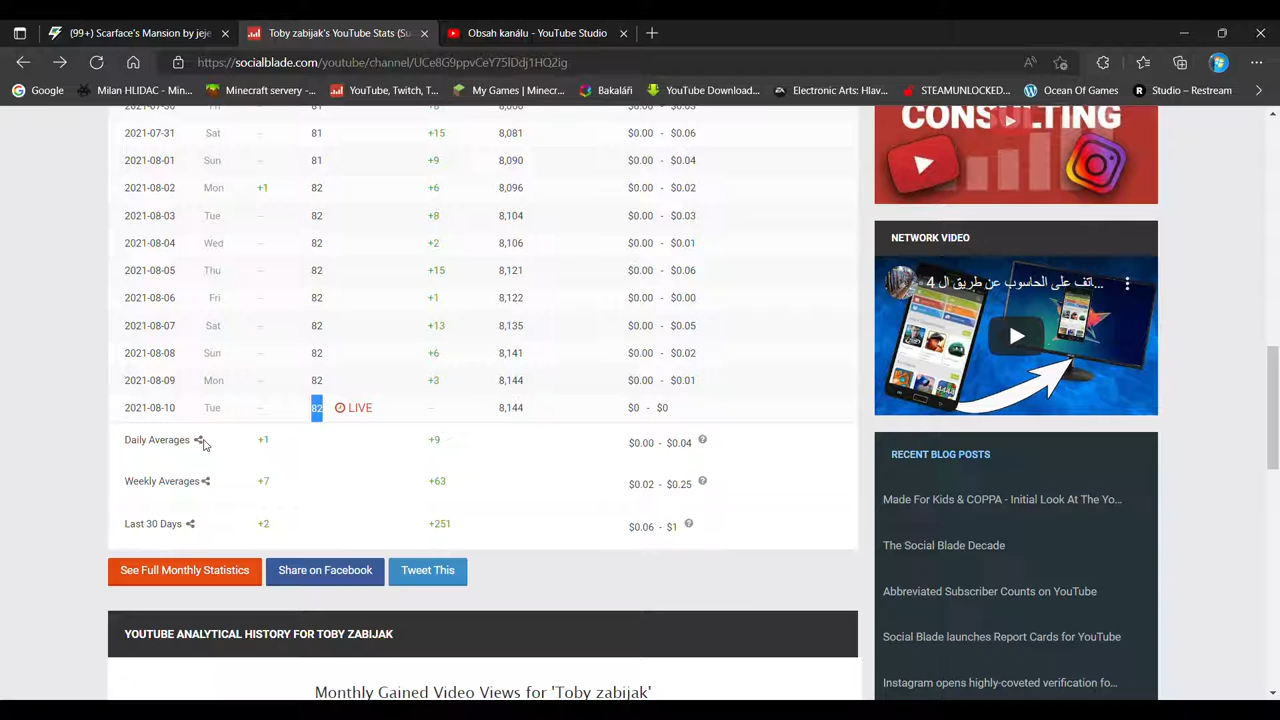 (99+) Scarface's Mansion by jeje
Toby zabijak's YouTube Stats (Su
Obsah kanálu - YouTube Studio
https://socialblade.com/youtube/channel/UCe8G9ppvCeY75lDdj1HQ2ig
Google
Milan HLIDAC - Min...
Minecraft servery -...
YouTube, Twitch, T...
My Games | Minecr...
Bakaláři
YouTube Download...
Electronic Arts: Hlav...
STEAMUNLOCKED...
Ocean Of Games
Studio – Restream
2021-07-31 Sat -- 81 +15 8,081 $0.00 - $0.06
2021-08-01 Sun -- 81 +9 8,090 $0.00 - $0.04
2021-08-02 Mon +1 82 +6 8,096 $0.00 - $0.02
2021-08-03 Tue -- 82 +8 8,104 $0.00 - $0.03
2021-08-04 Wed -- 82 +2 8,106 $0.00 - $0.01
2021-08-05 Thu -- 82 +15 8,121 $0.00 - $0.06
2021-08-06 Fri -- 82 +1 8,122 $0.00 - $0.00
2021-08-07 Sat -- 82 +13 8,135 $0.00 - $0.05
2021-08-08 Sun -- 82 +6 8,141 $0.00 - $0.02
2021-08-09 Mon -- 82 +3 8,144 $0.00 - $0.01
2021-08-10 Tue -- 82 LIVE -- 8,144 $0 - $0
Daily Averages +1 +9 $0.00 - $0.04
Weekly Averages +7 +63 $0.02 - $0.25
Last 30 Days +2 +251 $0.06 - $1
See Full Monthly Statistics
Share on Facebook
Tweet This
YOUTUBE ANALYTICAL HISTORY FOR TOBY ZABIJAK
Monthly Gained Video Views for 'Toby zabijak'
CONSULTING
NETWORK VIDEO
...اتف على الحاسوب عن طريق ال 4
RECENT BLOG POSTS
Made For Kids & COPPA - Initial Look At The Yo...
The Social Blade Decade
Abbreviated Subscriber Counts on YouTube
Social Blade launches Report Cards for YouTube
Instagram opens highly-coveted verification fo...